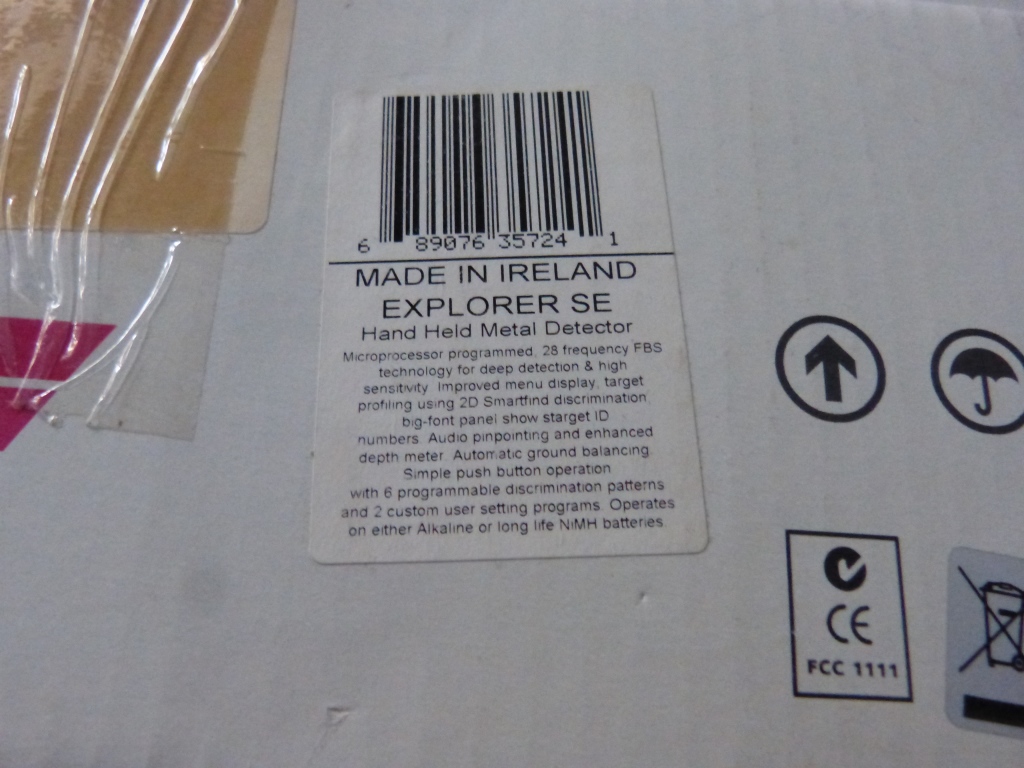 6 89076 35724 1
MADE IN IRELAND
EXPLORER SE
Hand Held Metal Detector
Microprocessor programmed, 28 frequency FBS
technology for deep detection & high
sensitivity. Improved menu display, target
profiling using 2D Smartfind discrimination
big-font panel show starget ID
numbers. Audio pinpointing and enhanced
depth meter. Automatic ground balancing.
Simple push button operation
with 6 programmable discrimination patterns
and 2 custom user setting programs. Operates
on either Alkaline or long life NiMH batteries.
CE
FCC 1111